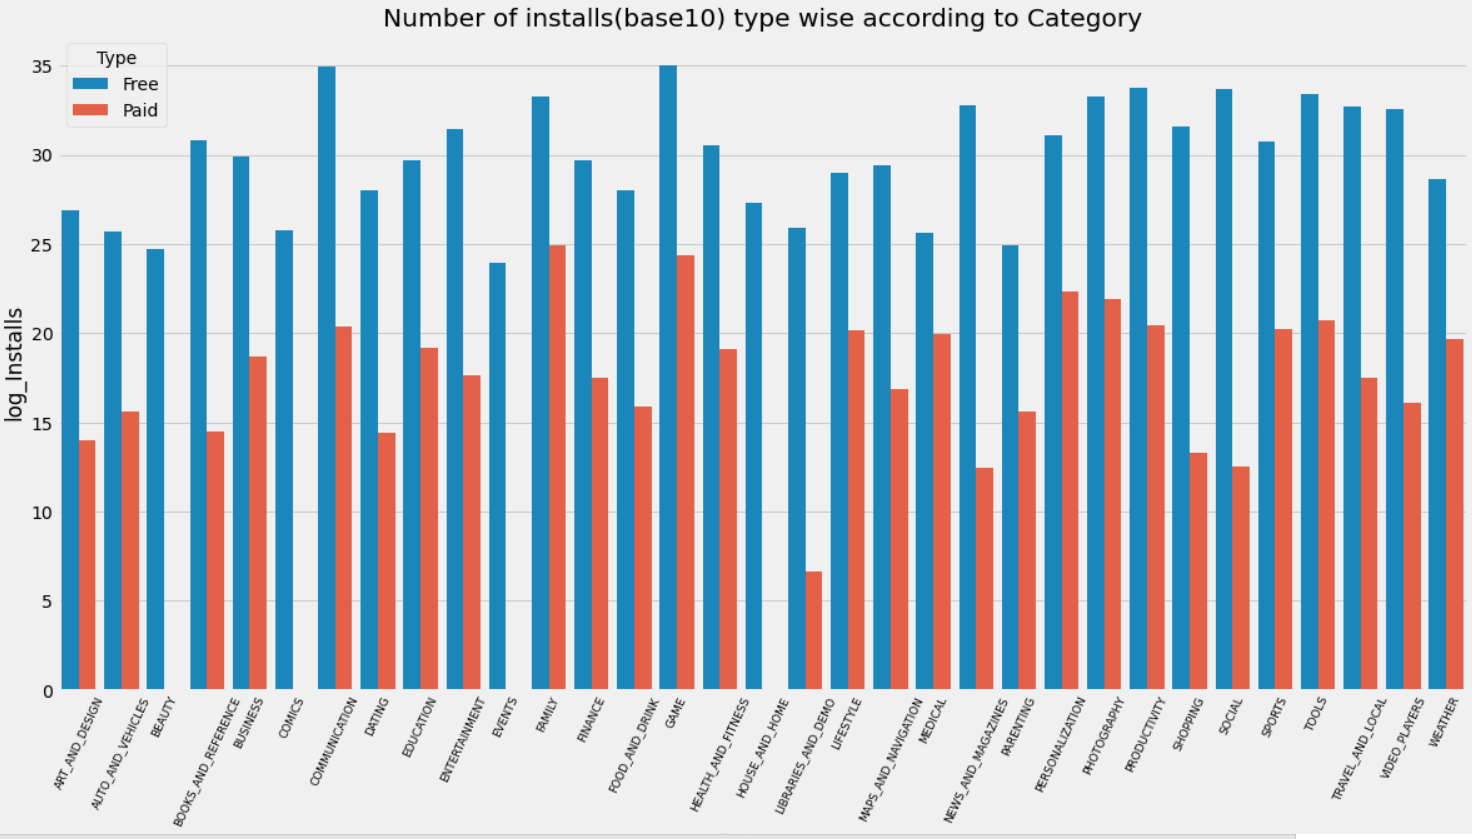 Number of installs(base10) type wise according to Category
Type
Free
Paid
log_Installs
35
30
25
20
15
10
5
0
ART_AND_DESIGN
AUTO_AND_VEHICLES
BEAUTY
BOOKS_AND_REFERENCE
BUSINESS
COMICS
COMMUNICATION
DATING
EDUCATION
ENTERTAINMENT
EVENTS
FAMILY
FINANCE
FOOD_AND_DRINK
GAME
HEALTH_AND_FITNESS
HOUSE_AND_HOME
LIBRARIES_AND_DEMO
LIFESTYLE
MAPS_AND_NAVIGATION
MEDICAL
NEWS_AND_MAGAZINES
PARENTING
PERSONALIZATION
PHOTOGRAPHY
PRODUCTIVITY
SHOPPING
SOCIAL
SPORTS
TOOLS
TRAVEL_AND_LOCAL
VIDEO_PLAYERS
WEATHER